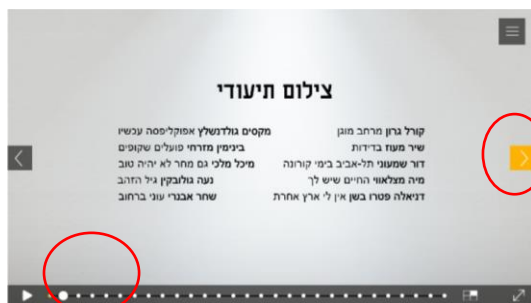 צילום תיעודי
קורל גרון מרחב מוגן
שיר מעוז בדידות
דור שמעוני תל-אביב בימי קורונה
מיה מצלאווי החיים שיש לך
דניאלה פטרו בשן אין לי ארץ אחרת
מקסים גולדנשלץ אפוקליפסה עכשיו
בינימין מזרחי פועלים שקופים
מיכל מלכי גם מחר לא יהיה טוב
נעה גולובקין גיל הזהב
שחר אבנרי עוני ברחוב